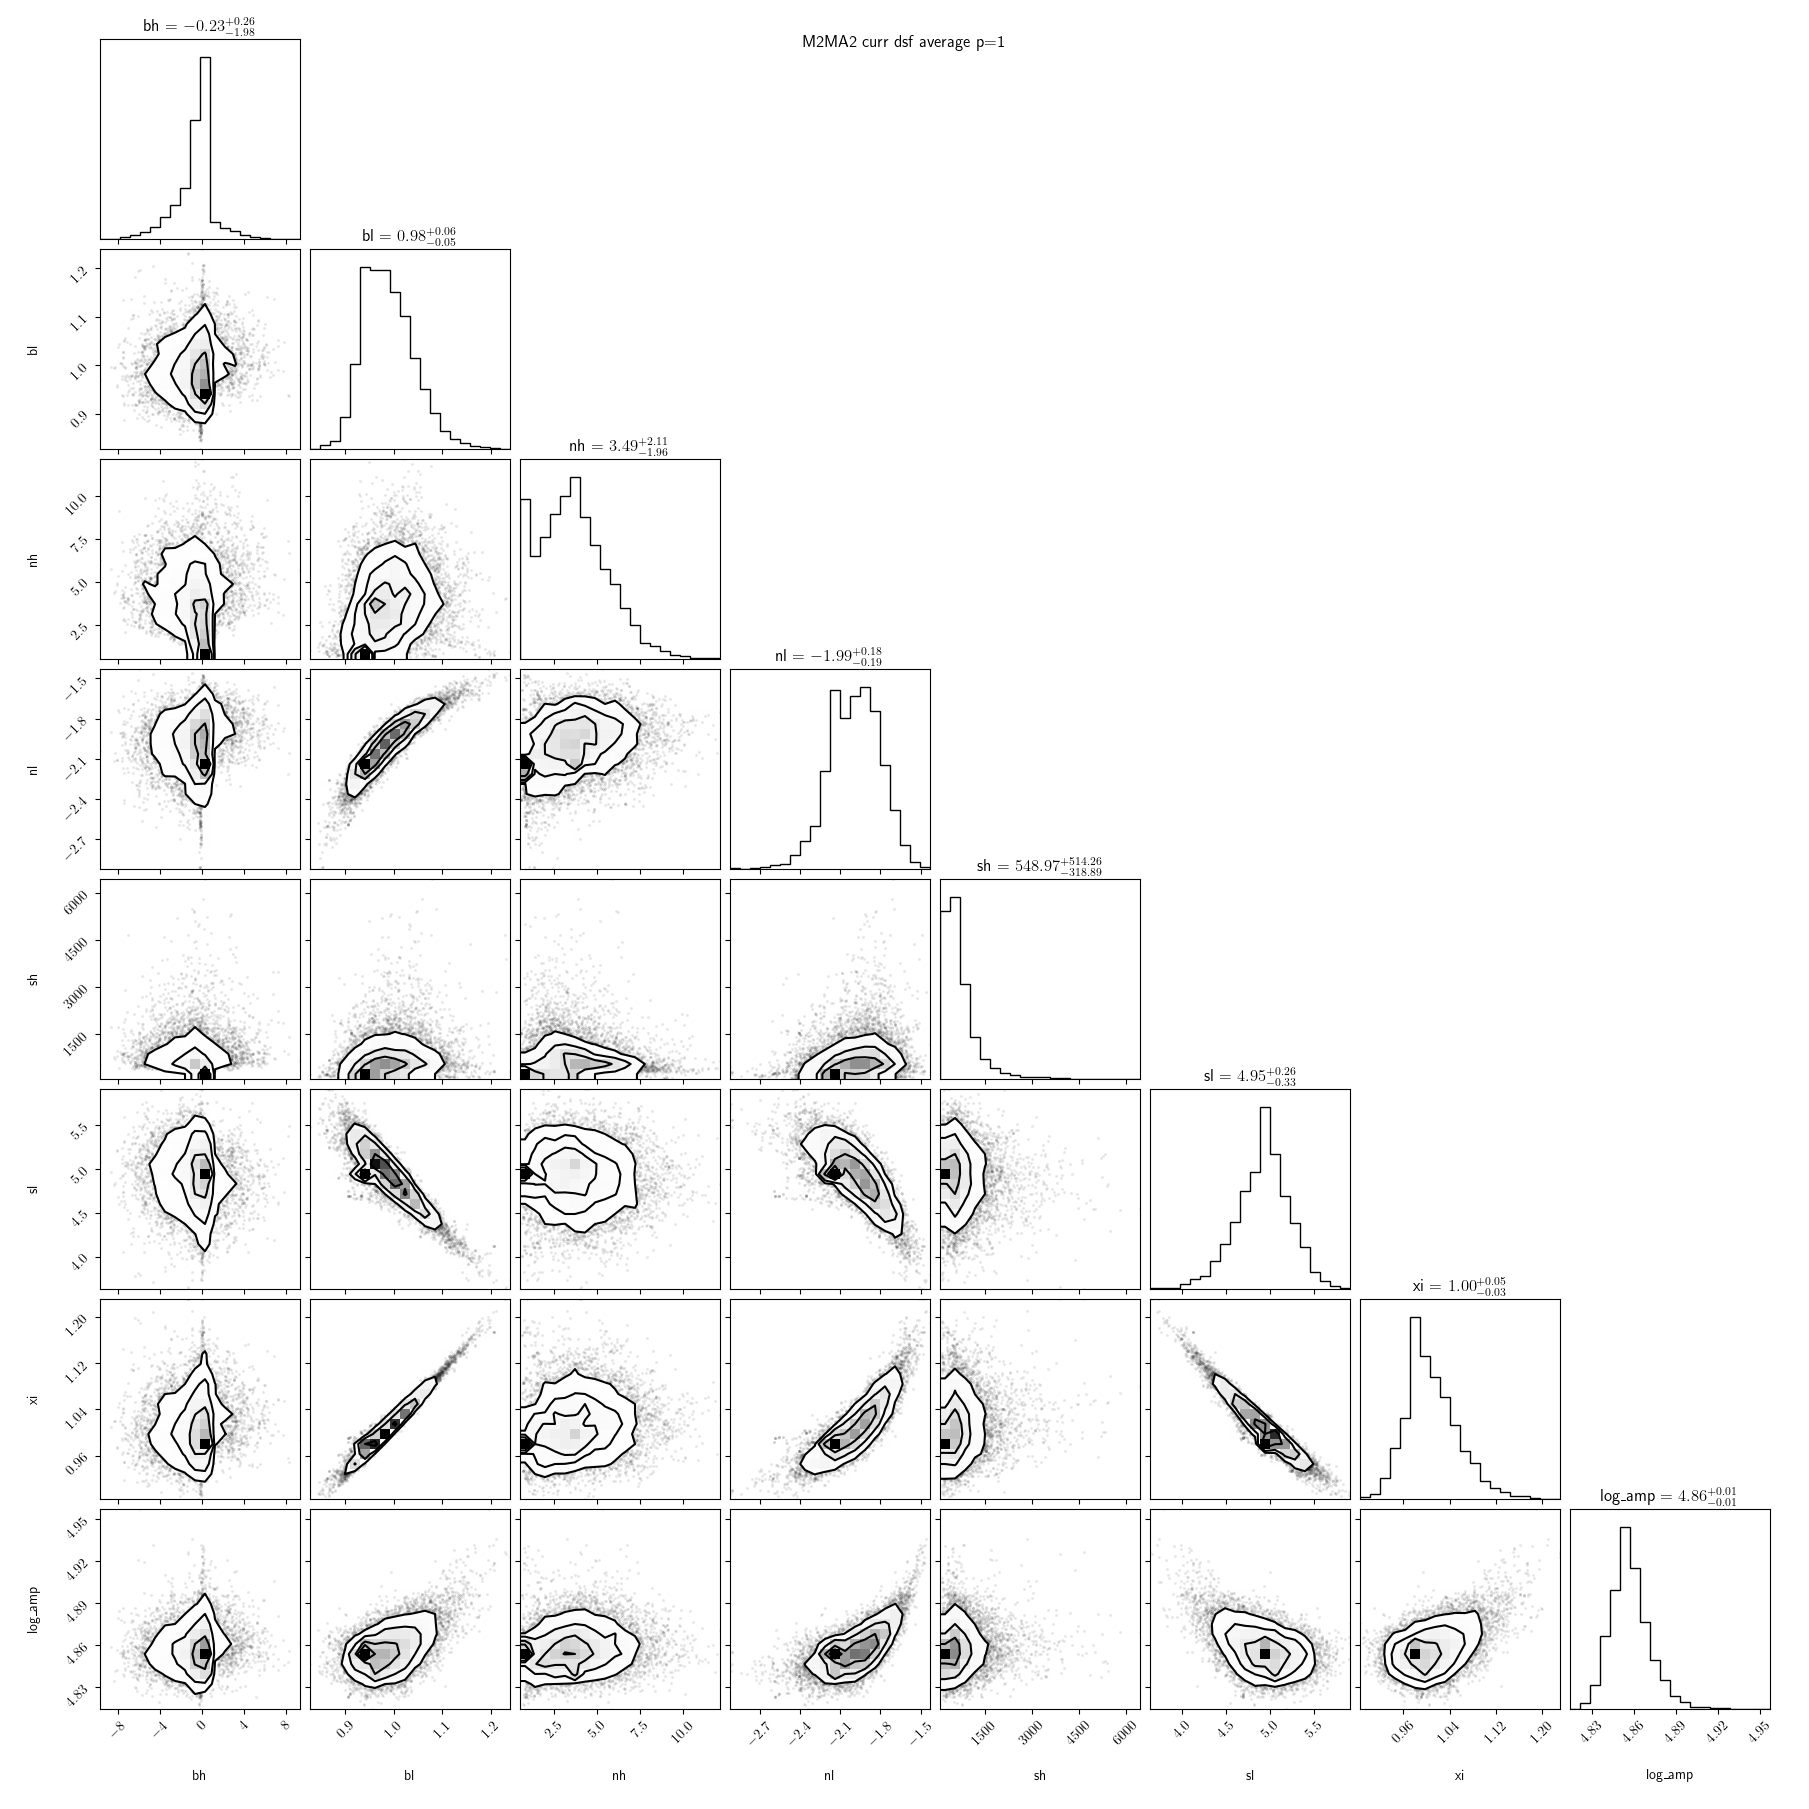 M2MA2 curr dsf average p=1
bh = −0.23+0.26−1.98
bl = 0.98+0.06−0.05
bl
1.2
1.1
1.0
0.9
nh = 3.49+2.11−1.96
nh
10.0
7.5
5.0
2.5
nl = −1.99+0.18−0.19
nl
−1.5
−1.8
−2.1
−2.4
−2.7
sh = 548.97+514.26−318.89
sh
6000
4500
3000
1500
sl = 4.95+0.26−0.33
sl
5.5
5.0
4.5
4.0
xi = 1.00+0.05−0.03
xi
1.20
1.12
1.04
0.96
log_amp = 4.86+0.01−0.01
log_amp
4.95
4.92
4.89
4.86
4.83
−8 −4 0 4 8
0.9 1.0 1.1 1.2
2.5 5.0 7.5 10.0
−2.7 −2.4 −2.1 −1.8 −1.5
1500 3000 4500 6000
4.0 4.5 5.0 5.5
0.96 1.04 1.12 1.20
4.83 4.86 4.89 4.92 4.95
bh bl nh nl sh sl xi log_amp